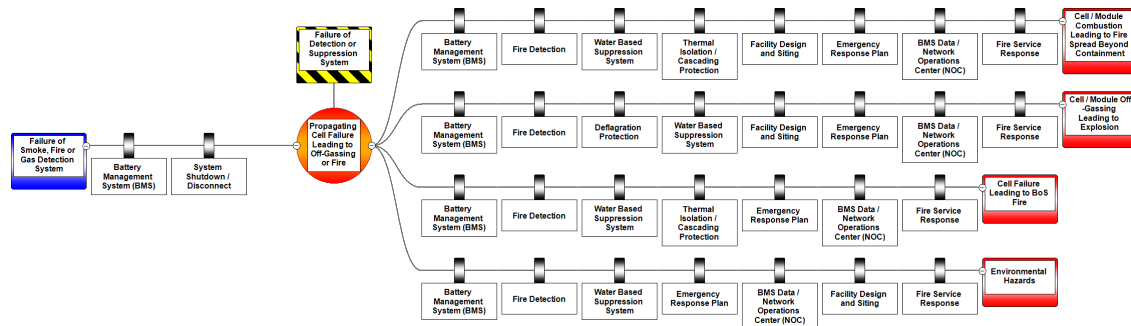 Failure of
Detection or
Suppression
System
Failure of
Smoke, Fire or
Gas Detection
System
Battery
Management
System (BMS)
System
Shutdown /
Disconnect
Propagating
Cell Failure
Leading to
Off-Gassing
or Fire
Battery
Management
System (BMS)
Fire Detection
Water Based
Suppression
System
Thermal
Isolation /
Cascading
Protection
Facility Design
and Siting
Emergency
Response Plan
BMS Data /
Network
Operations
Center (NOC)
Fire Service
Response
Cell / Module
Combustion
Leading to Fire
Spread Beyond
Containment
Battery
Management
System (BMS)
Fire Detection
Deflagration
Protection
Water Based
Suppression
System
Facility Design
and Siting
Emergency
Response Plan
BMS Data /
Network
Operations
Center (NOC)
Fire Service
Response
Cell / Module Off
-Gassing
Leading to
Explosion
Battery
Management
System (BMS)
Fire Detection
Water Based
Suppression
System
Thermal
Isolation /
Cascading
Protection
Emergency
Response Plan
BMS Data /
Network
Operations
Center (NOC)
Fire Service
Response
Cell Failure
Leading to BoS
Fire
Battery
Management
System (BMS)
Fire Detection
Water Based
Suppression
System
Emergency
Response Plan
BMS Data /
Network
Operations
Center (NOC)
Facility Design
and Siting
Fire Service
Response
Environmental
Hazards